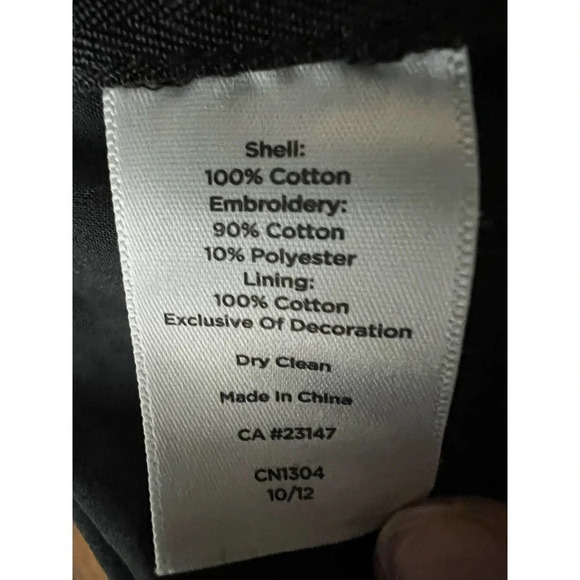 Shell:
100% Cotton
Embroldery:
90% Cotton
10% Polyester
Lining:
100% Cotton
Exclusive Of Decoration
Dry Clean
Made In China
CA #23147
CN1304
10/12